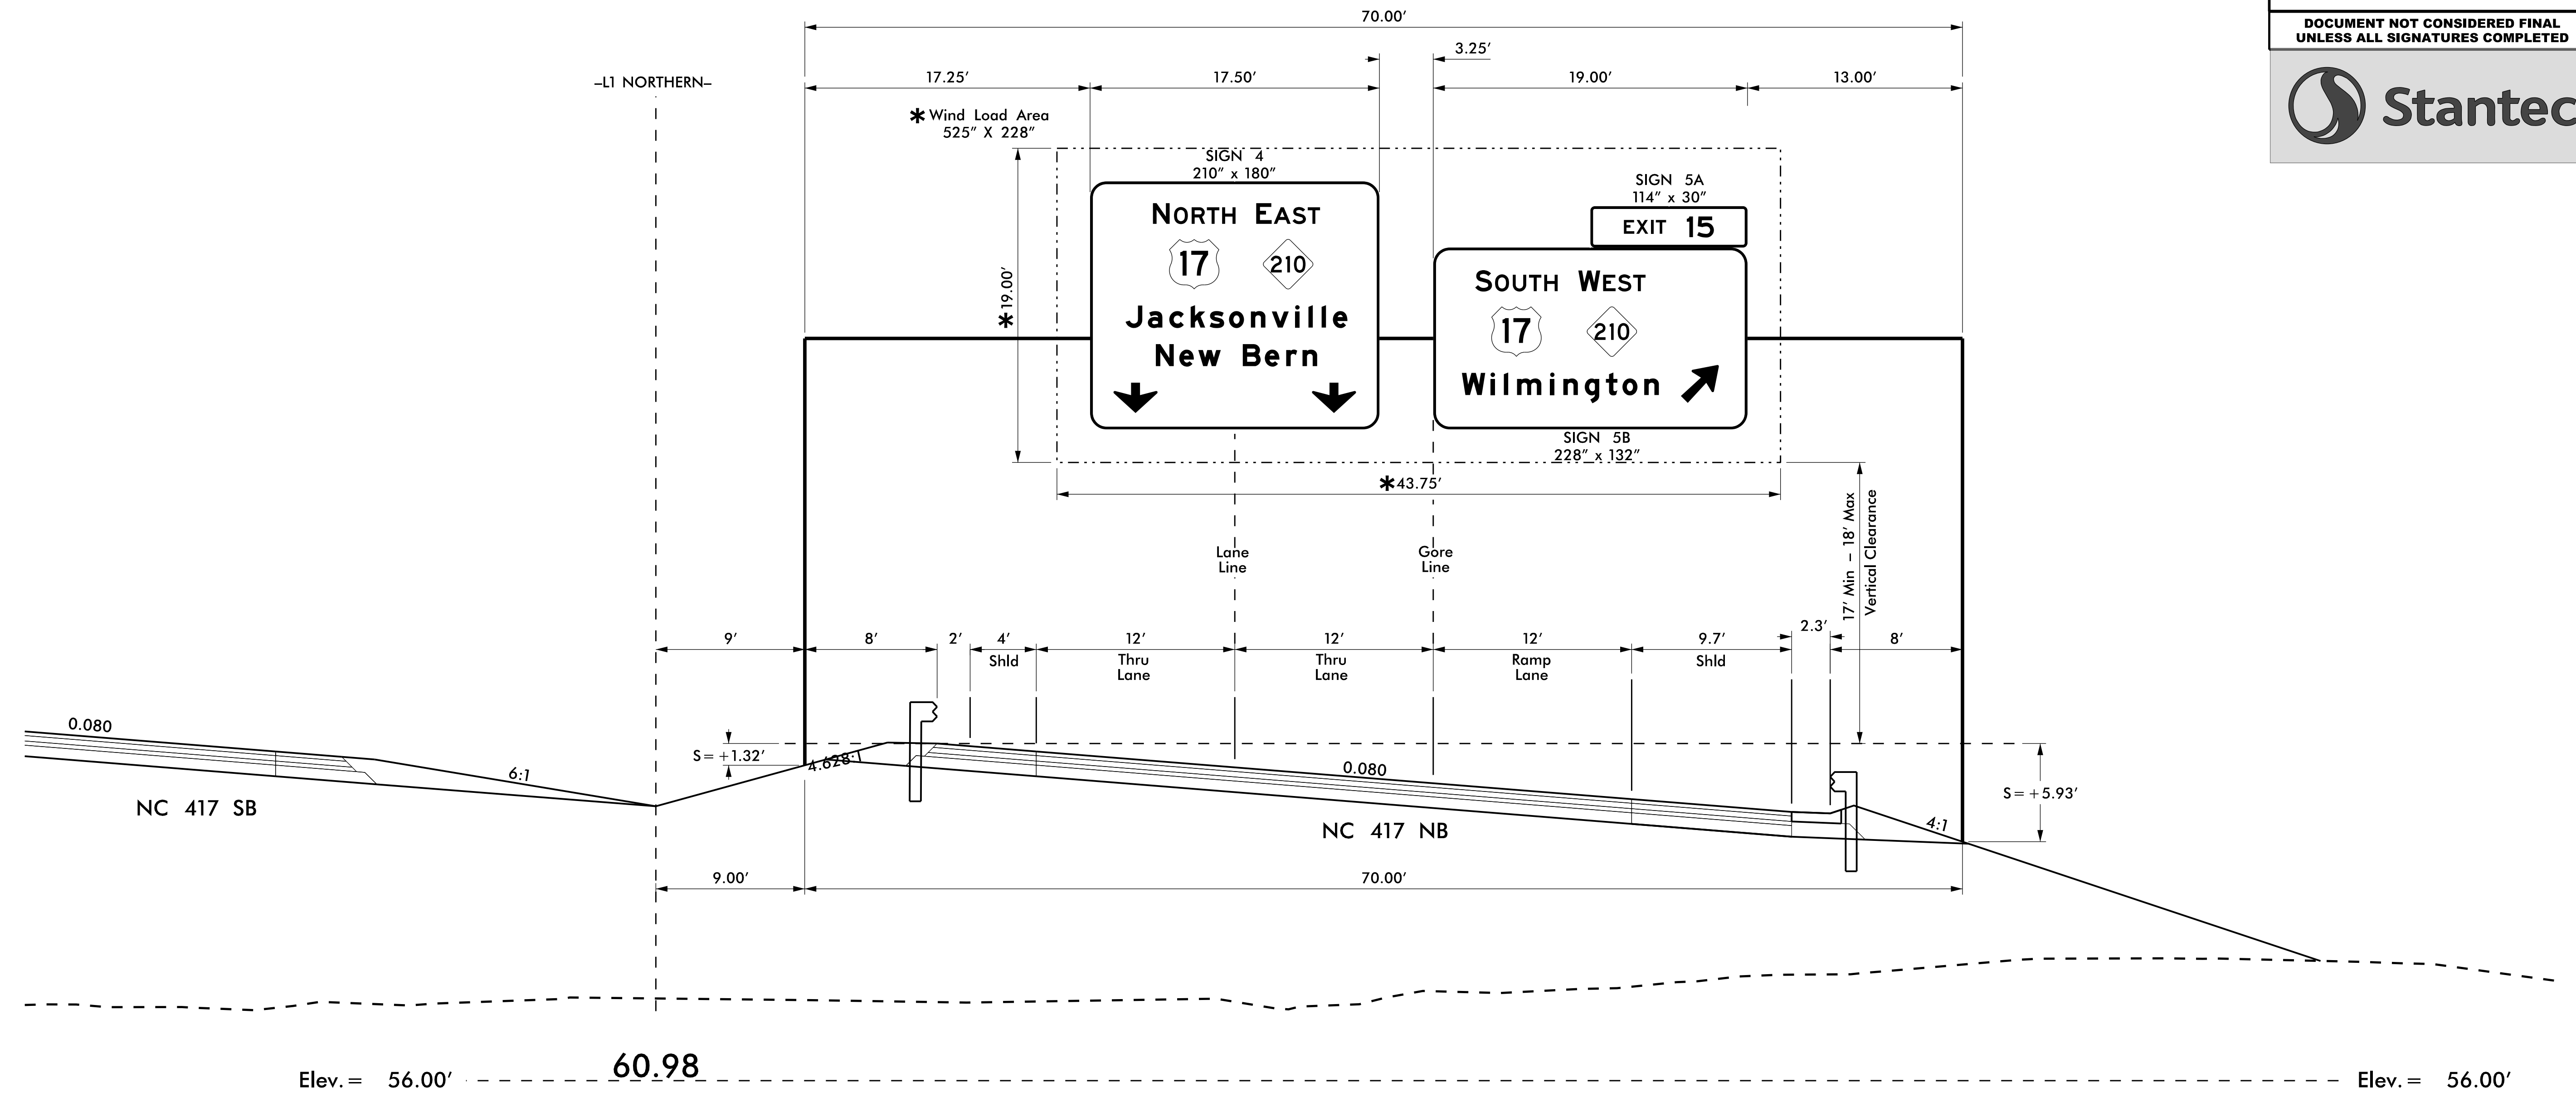 70.00′
DOCUMENT NOT CONSIDERED FINAL
UNLESS ALL SIGNATURES COMPLETED
Stantec
3.25′
–L1 NORTHERN–
17.25′
17.50′
19.00′
13.00′
✱Wind Load Area
525″ X 228″
SIGN 4
210″ x 180″
SIGN 5A
114″ x 30″
NORTH EAST
17
210
Jacksonville
New Bern
EXIT 15
SOUTH WEST
17
210
Wilmington
✱19.00′
SIGN 5B
228″ x 132″
✱43.75′
17′ Min – 18′ Max
Vertical Clearance
Lane
Line
Gore
Line
9′
8′
2′
4′
Shld
12′
Thru
Lane
12′
Thru
Lane
12′
Ramp
Lane
9.7′
Shld
2.3′
8′
0.080
6:1
S=+1.32′
4.628:1
0.080
4:1
S=+5.93′
NC 417 SB
NC 417 NB
9.00′
70.00′
60.98
Elev.= 56.00′
Elev.= 56.00′